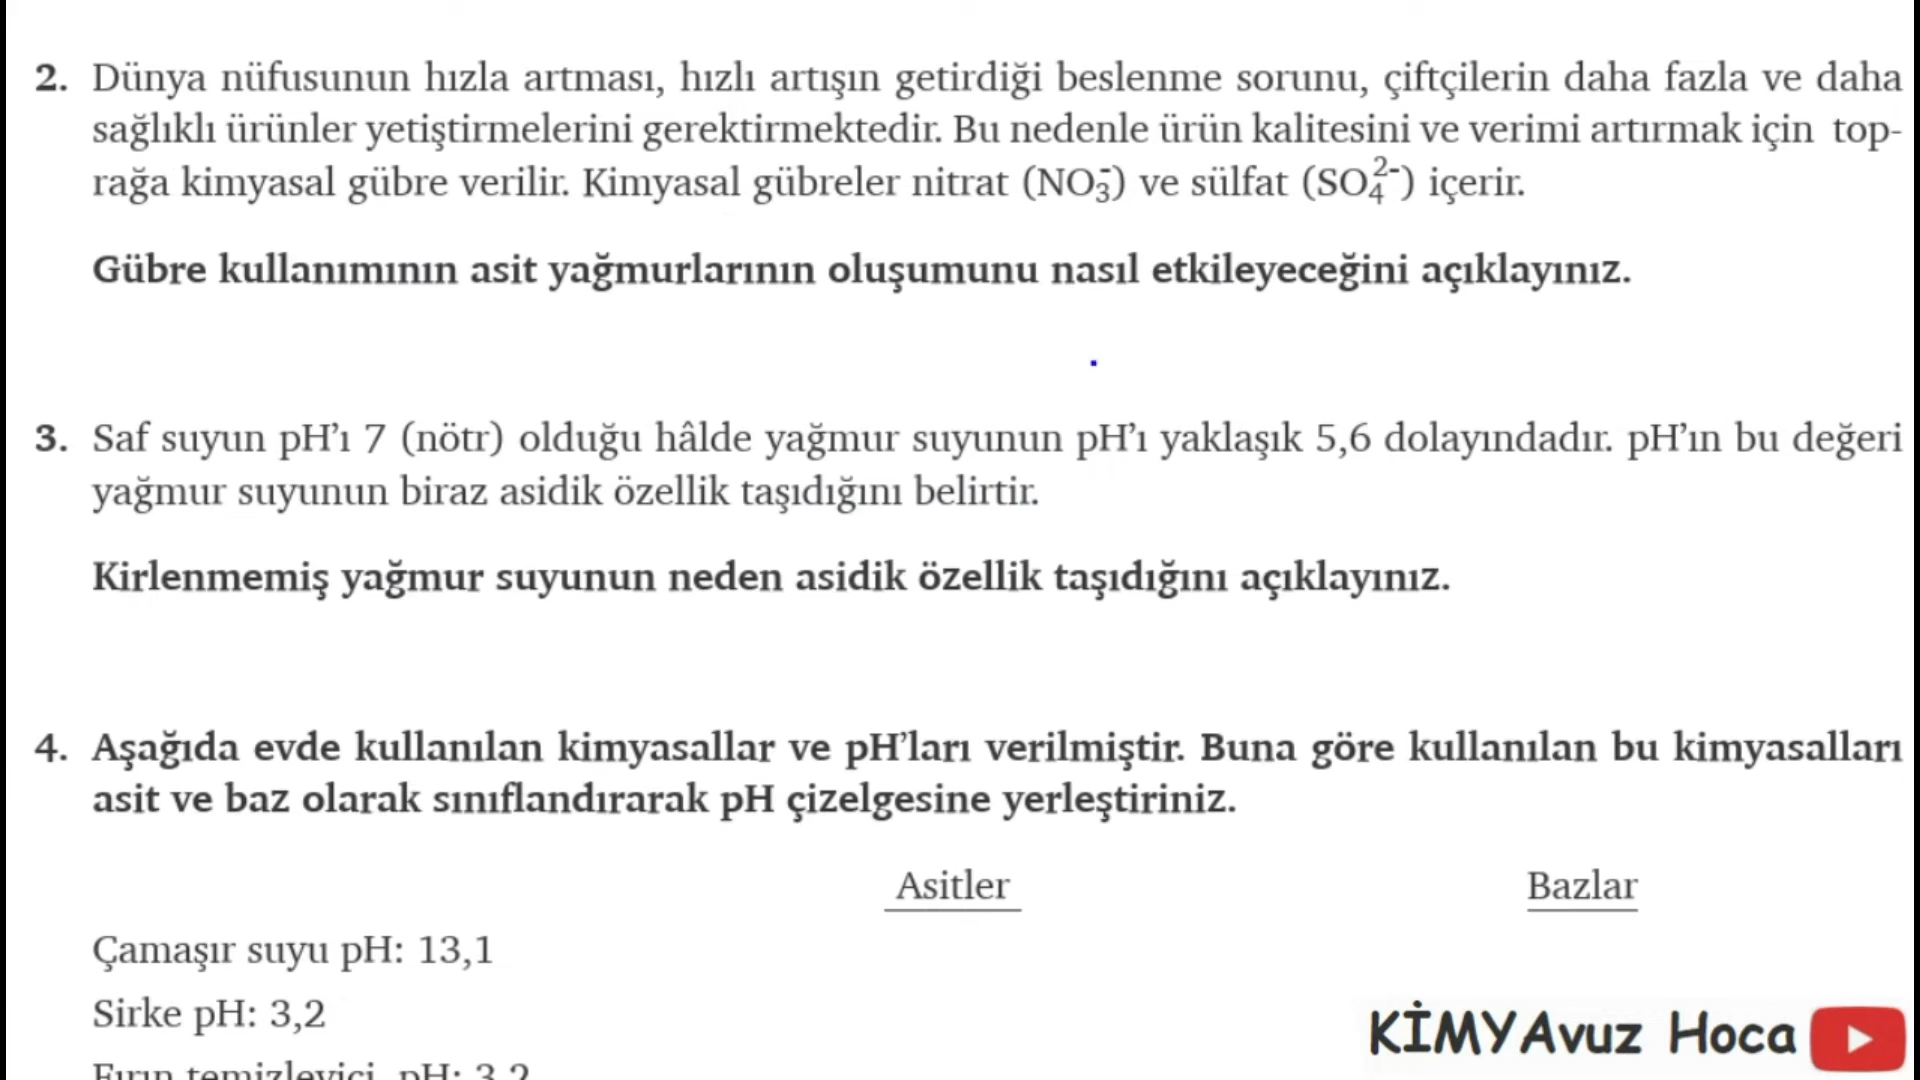 2. Dünya nüfusunun hızla artması, hızlı artışın getirdiği beslenme sorunu, çiftçilerin daha fazla ve daha
sağlıklı ürünler yetiştirmelerini gerektirmektedir. Bu nedenle ürün kalitesini ve verimi artırmak için top-
rağa kimyasal gübre verilir. Kimyasal gübreler nitrat (NO₃⁻) ve sülfat (SO₄²⁻) içerir.
Gübre kullanımının asit yağmurlarının oluşumunu nasıl etkileyeceğini açıklayınız.
3. Saf suyun pH’ı 7 (nötr) olduğu hâlde yağmur suyunun pH’ı yaklaşık 5,6 dolayındadır. pH’ın bu değeri
yağmur suyunun biraz asidik özellik taşıdığını belirtir.
Kirlenmemiş yağmur suyunun neden asidik özellik taşıdığını açıklayınız.
4. Aşağıda evde kullanılan kimyasallar ve pH’ları verilmiştir. Buna göre kullanılan bu kimyasalları
asit ve baz olarak sınıflandırarak pH çizelgesine yerleştiriniz.
Asitler Bazlar
Çamaşır suyu pH: 13,1
Sirke pH: 3,2
Fırın temizleyici pH: 3,2
KİMYAvuz Hoca